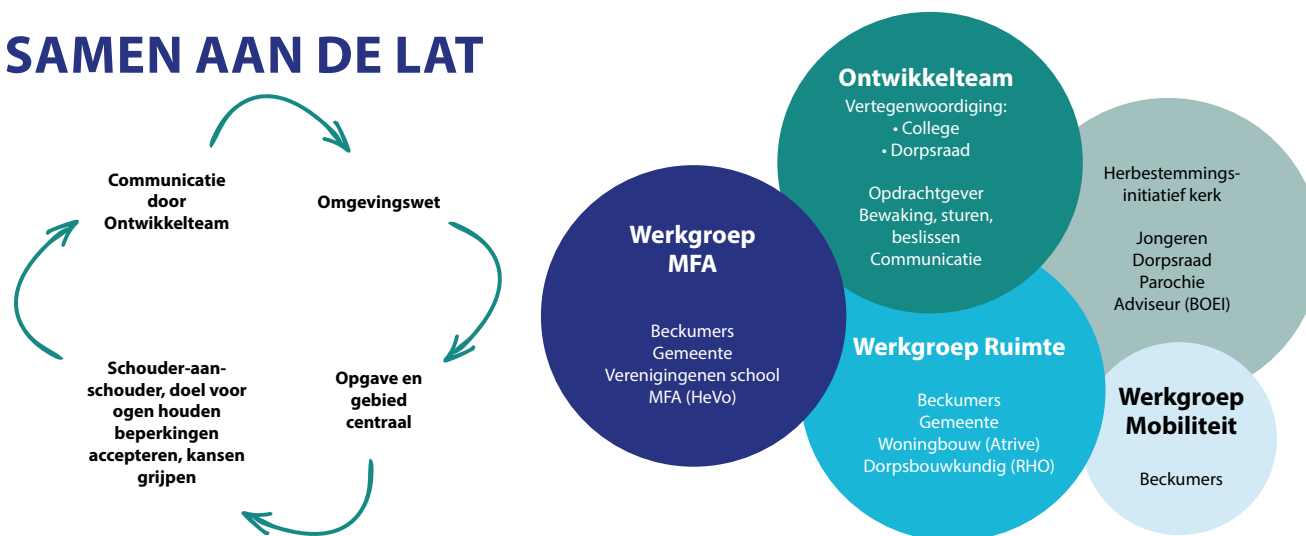 SAMEN AAN DE LAT
Communicatie
door
Ontwikkelteam
Omgevingswet
Opgave en
gebied
centraal
Schouder-aan-
schouder, doel voor
ogen houden
beperkingen
accepteren, kansen
grijpen
Werkgroep
MFA
Beckumers
Gemeente
Verenigingenen school
MFA (HeVo)
Ontwikkelteam
Vertegenwoordiging:
• College
• Dorpsraad
Opdrachtgever
Bewaking, sturen,
beslissen
Communicatie
Werkgroep Ruimte
Beckumers
Gemeente
Woningbouw (Atrive)
Dorpsbouwkundig (RHO)
Herbestemmings-
initiatief kerk
Jongeren
Dorpsraad
Parochie
Adviseur (BOEI)
Werkgroep
Mobiliteit
Beckumers